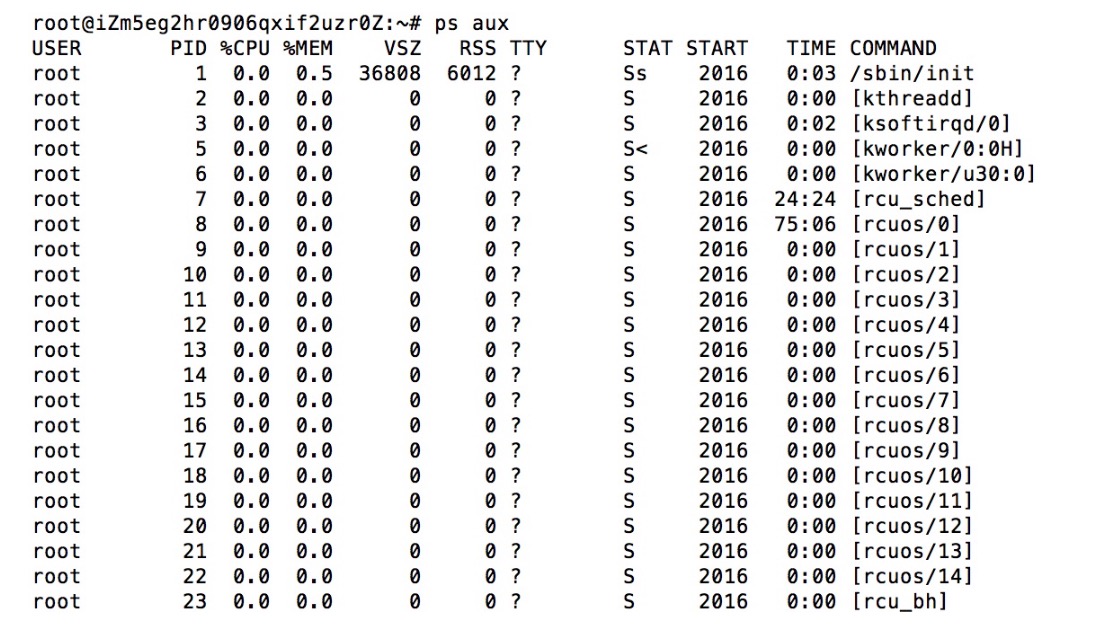 root@iZm5eg2hr0906qxif2uzr0Z:~# ps aux
USER       PID %CPU %MEM    VSZ   RSS TTY      STAT START   TIME COMMAND
root         1  0.0  0.5  36808  6012 ?        Ss    2016   0:03 /sbin/init
root         2  0.0  0.0      0     0 ?        S     2016   0:00 [kthreadd]
root         3  0.0  0.0      0     0 ?        S     2016   0:02 [ksoftirqd/0]
root         5  0.0  0.0      0     0 ?        S<    2016   0:00 [kworker/0:0H]
root         6  0.0  0.0      0     0 ?        S     2016   0:00 [kworker/u30:0]
root         7  0.0  0.0      0     0 ?        S     2016  24:24 [rcu_sched]
root         8  0.0  0.0      0     0 ?        S     2016  75:06 [rcuos/0]
root         9  0.0  0.0      0     0 ?        S     2016   0:00 [rcuos/1]
root        10  0.0  0.0      0     0 ?        S     2016   0:00 [rcuos/2]
root        11  0.0  0.0      0     0 ?        S     2016   0:00 [rcuos/3]
root        12  0.0  0.0      0     0 ?        S     2016   0:00 [rcuos/4]
root        13  0.0  0.0      0     0 ?        S     2016   0:00 [rcuos/5]
root        14  0.0  0.0      0     0 ?        S     2016   0:00 [rcuos/6]
root        15  0.0  0.0      0     0 ?        S     2016   0:00 [rcuos/7]
root        16  0.0  0.0      0     0 ?        S     2016   0:00 [rcuos/8]
root        17  0.0  0.0      0     0 ?        S     2016   0:00 [rcuos/9]
root        18  0.0  0.0      0     0 ?        S     2016   0:00 [rcuos/10]
root        19  0.0  0.0      0     0 ?        S     2016   0:00 [rcuos/11]
root        20  0.0  0.0      0     0 ?        S     2016   0:00 [rcuos/12]
root        21  0.0  0.0      0     0 ?        S     2016   0:00 [rcuos/13]
root        22  0.0  0.0      0     0 ?        S     2016   0:00 [rcuos/14]
root        23  0.0  0.0      0     0 ?        S     2016   0:00 [rcu_bh]